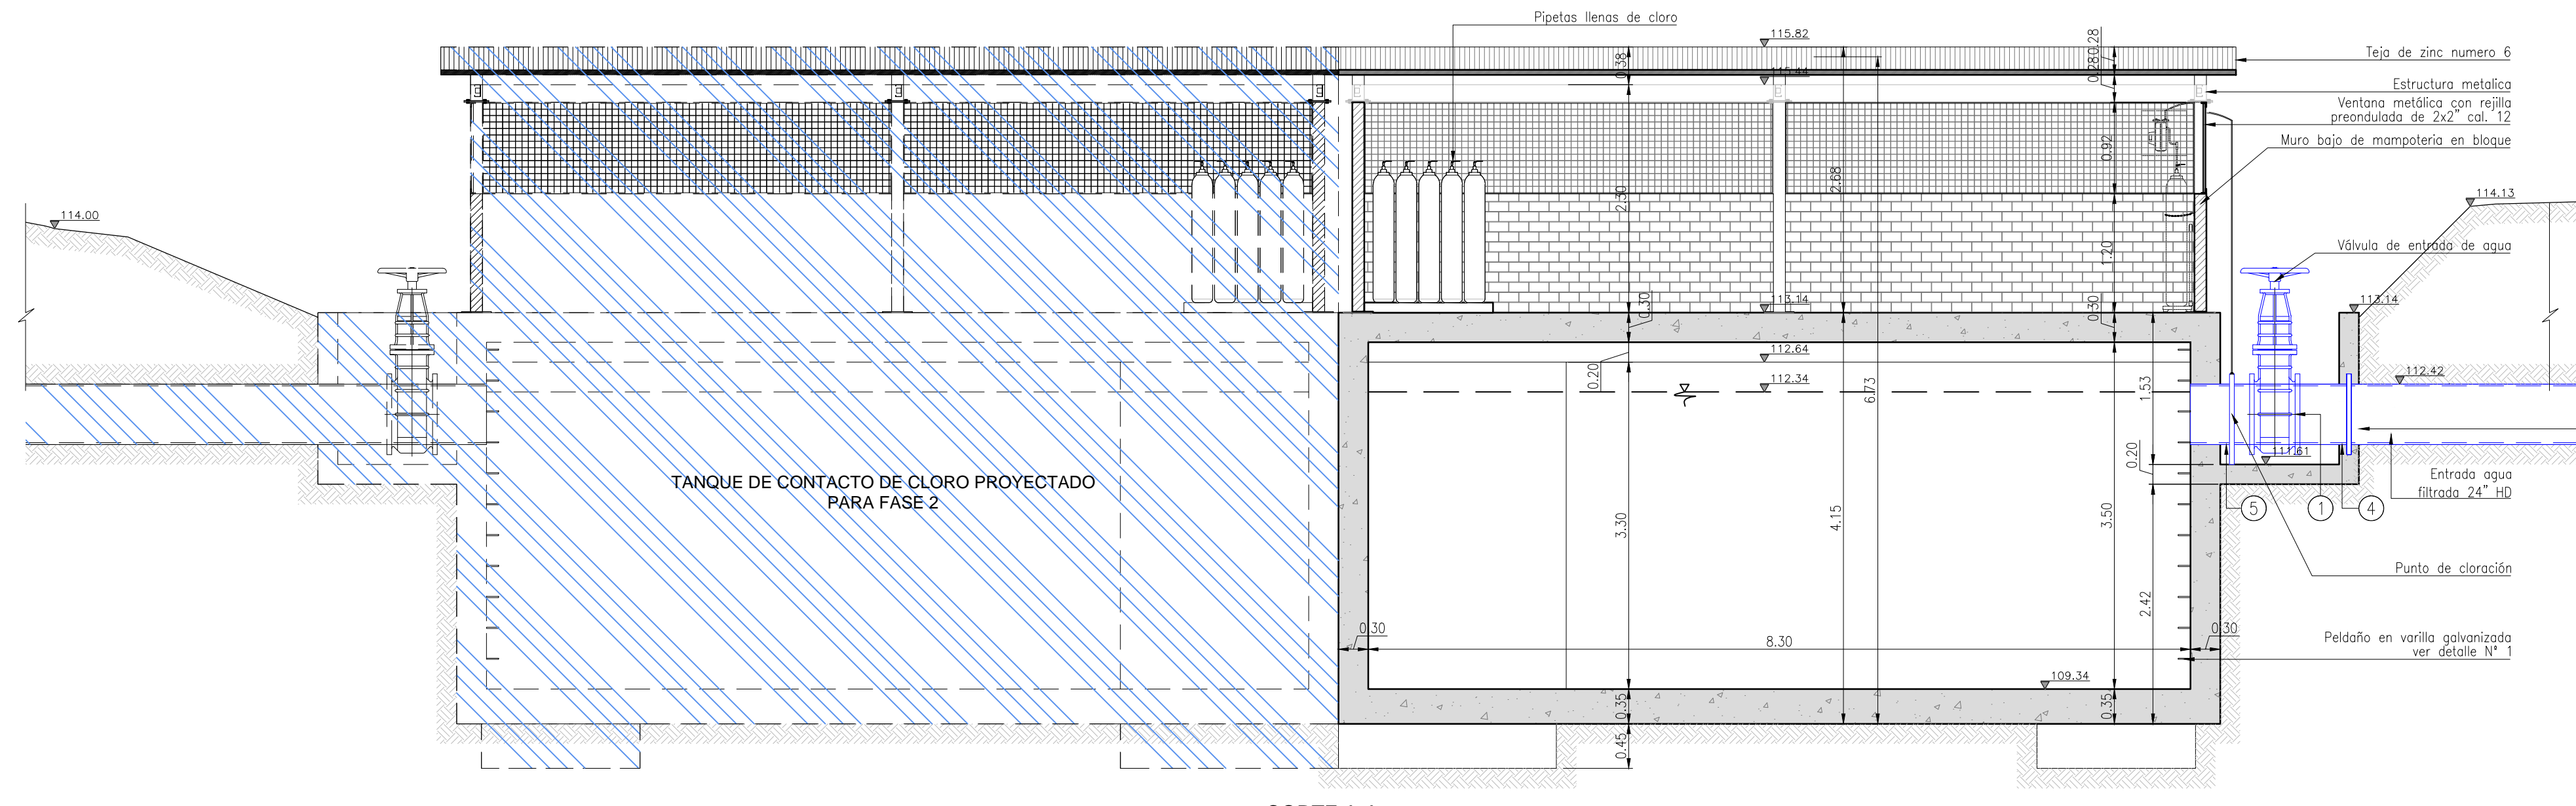 Pipetas llenas de cloro
115.82
0.38
0.28
0.28
Teja de zinc numero 6
115.44
Estructura metalica
Ventana metálica con rejilla
preondulada de 2x2" cal. 12
Muro bajo de mampoteria en bloque
0.92
2.68
2.30
114.00
114.13
Válvula de entrada de agua
1.20
0.30
113.14
0.30
113.14
112.64
0.20
112.34
6.73
1.53
112.42
0.20
111.61
TANQUE DE CONTACTO DE CLORO PROYECTADO
PARA FASE 2
Entrada agua
filtrada 24" HD
5
1
4
3.30
4.15
3.50
Punto de cloración
2.42
0.30
8.30
0.30
Peldaño en varilla galvanizada
ver detalle Nº 1
109.34
0.35
0.35
0.45